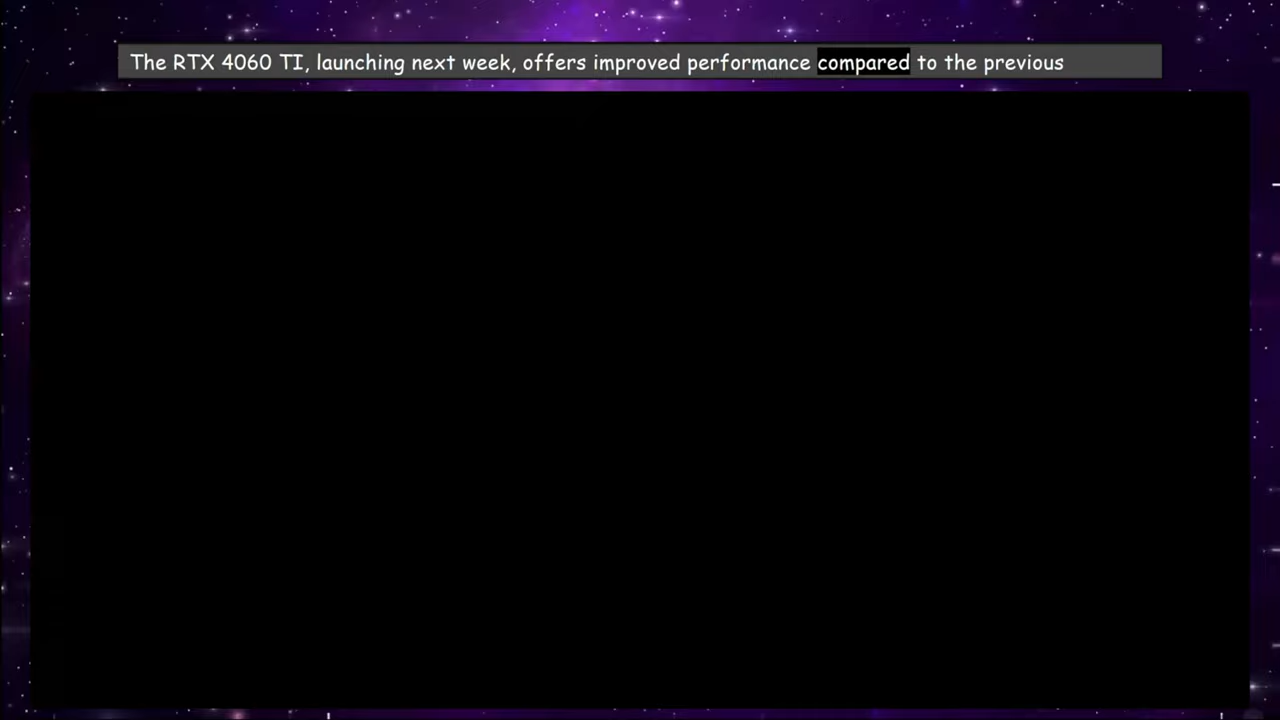 The RTX 4060 TI, launching next week, offers improved performance compared to the previous